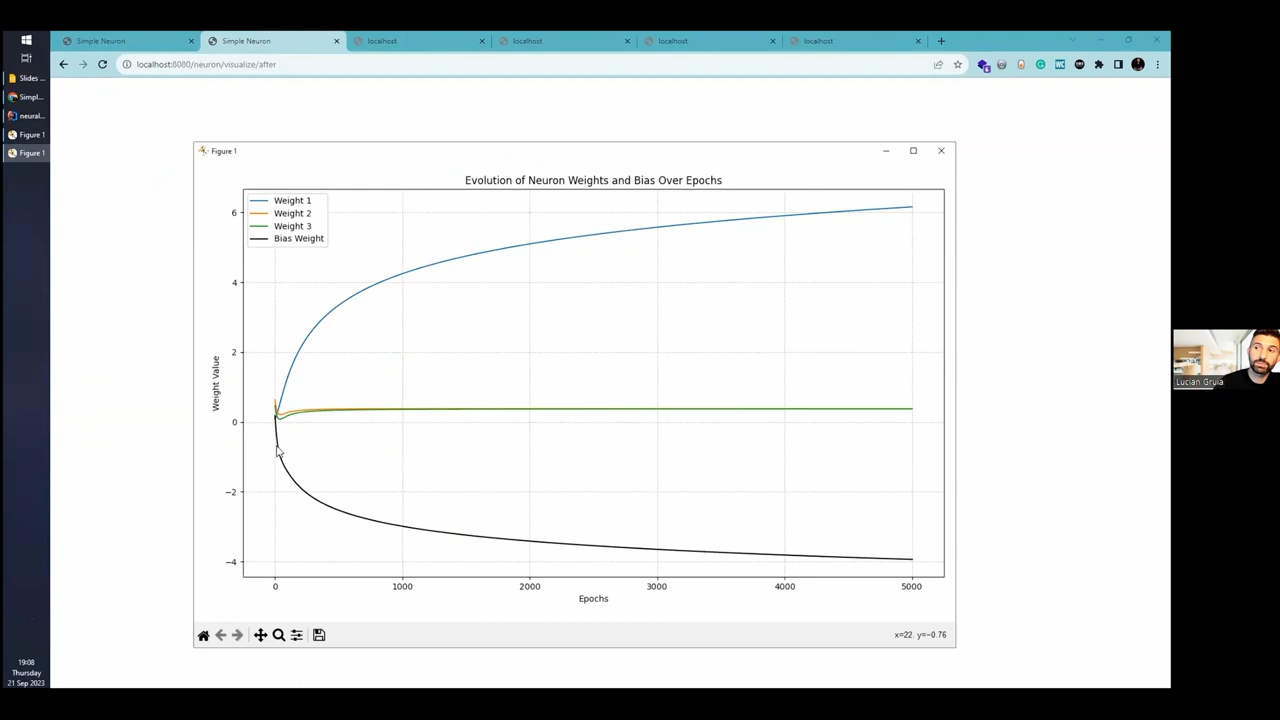 Simple Neuron
Simple Neuron
localhost
localhost
localhost
localhost
localhost:8080/neuron/visualize/after
Slides ...
Simpl...
neural...
Figure 1
Figure 1
Figure 1
Evolution of Neuron Weights and Bias Over Epochs
Weight 1
Weight 2
Weight 3
Bias Weight
Weight Value
6
4
2
0
−2
−4
0 1000 2000 3000 4000 5000
Epochs
x=22. y=−0.76
Lucian Gruia
19:08
Thursday
21 Sep 2023